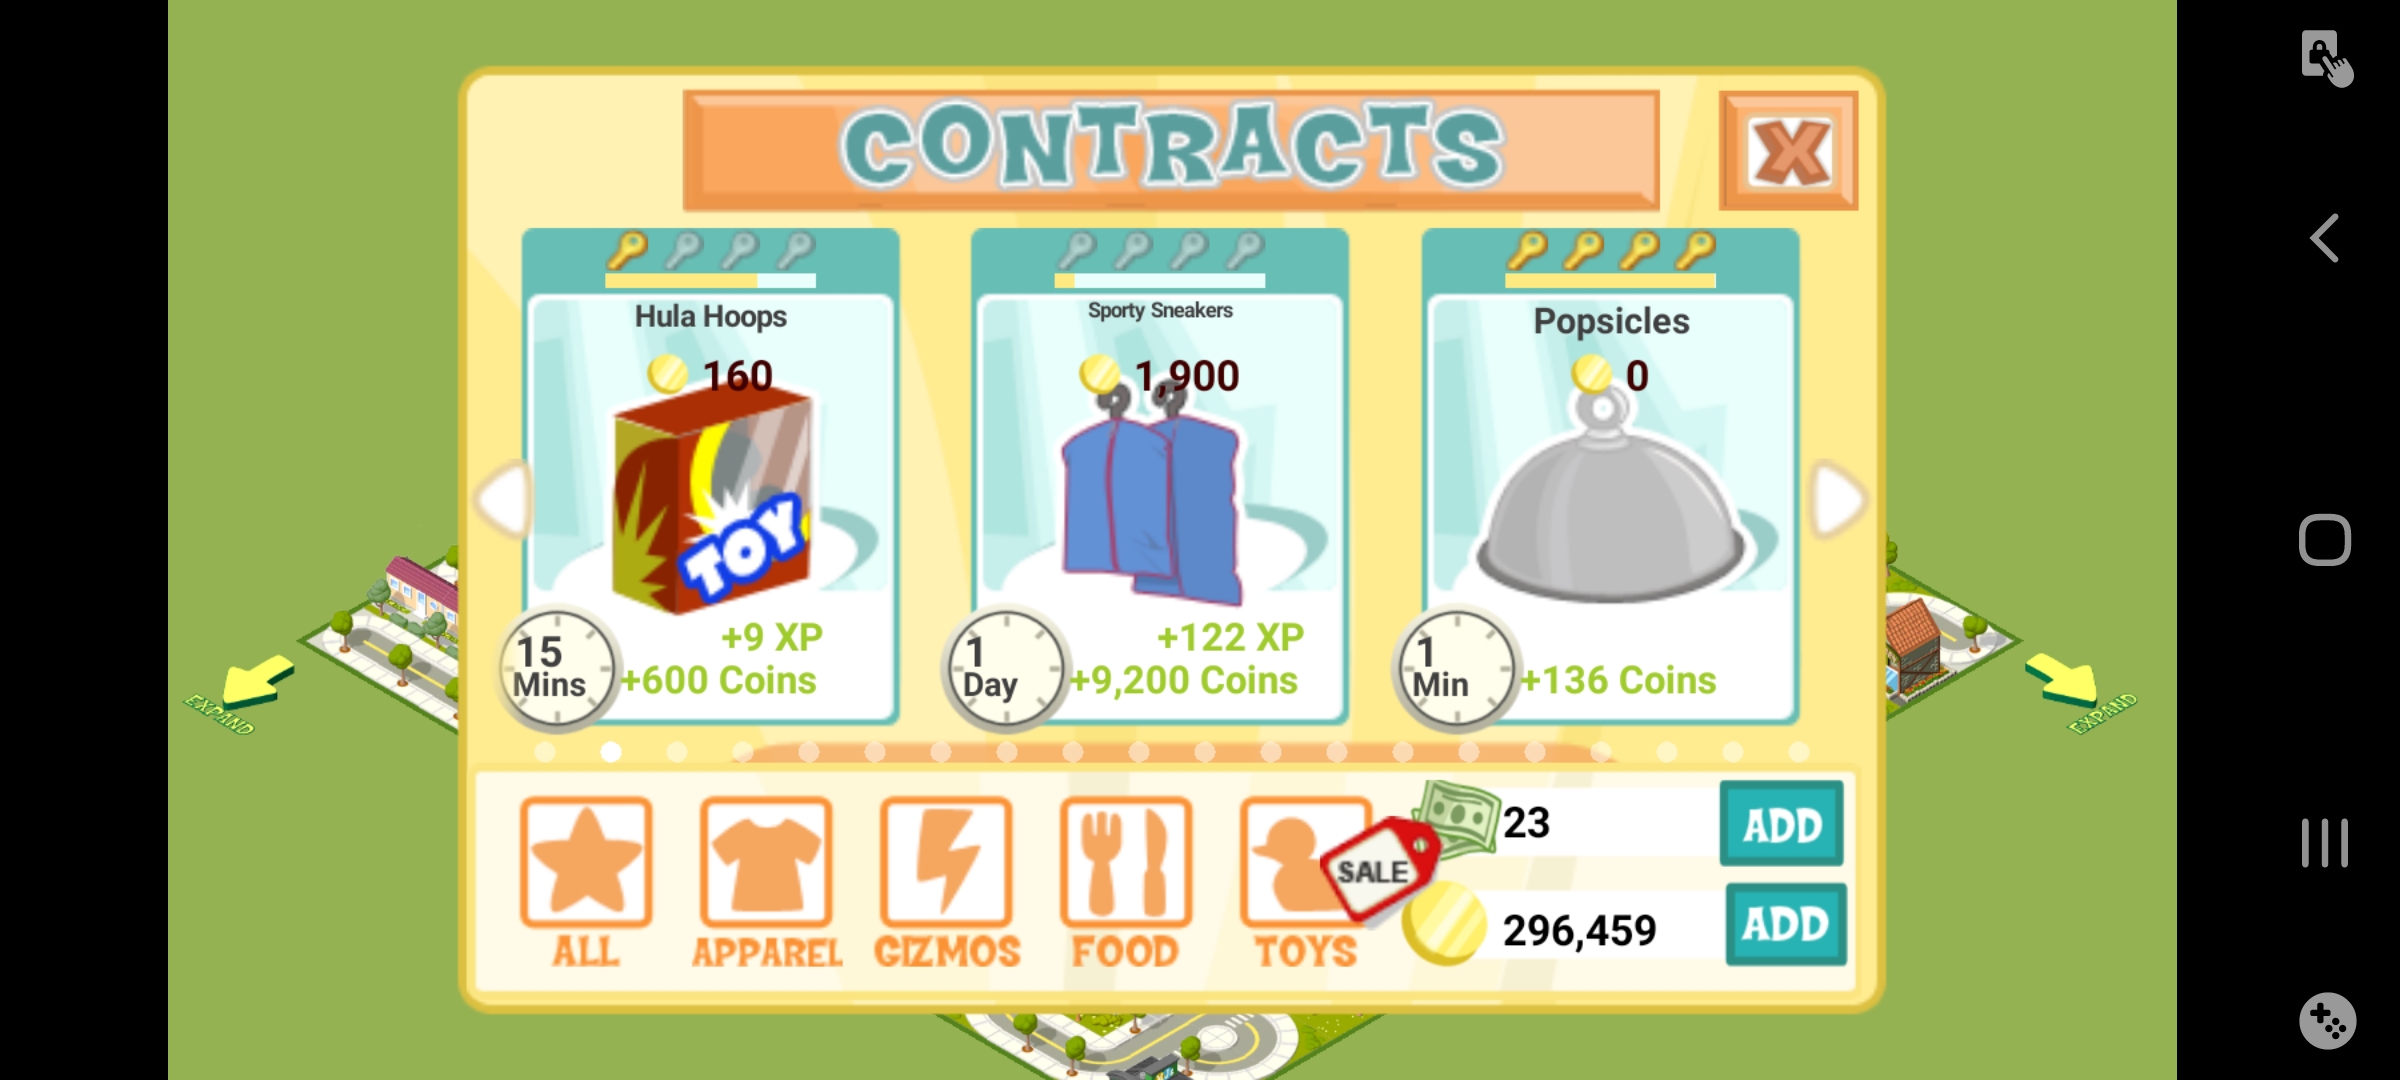 CONTRACTS
X
Hula Hoops
160
TOY
15
Mins
+9 XP
+600 Coins
Sporty Sneakers
1,900
1
Day
+122 XP
+9,200 Coins
Popsicles
0
1
Min
+136 Coins
EXPAND
EXPAND
ALL
APPAREL
GIZMOS
FOOD
TOYS
SALE
23
ADD
296,459
ADD